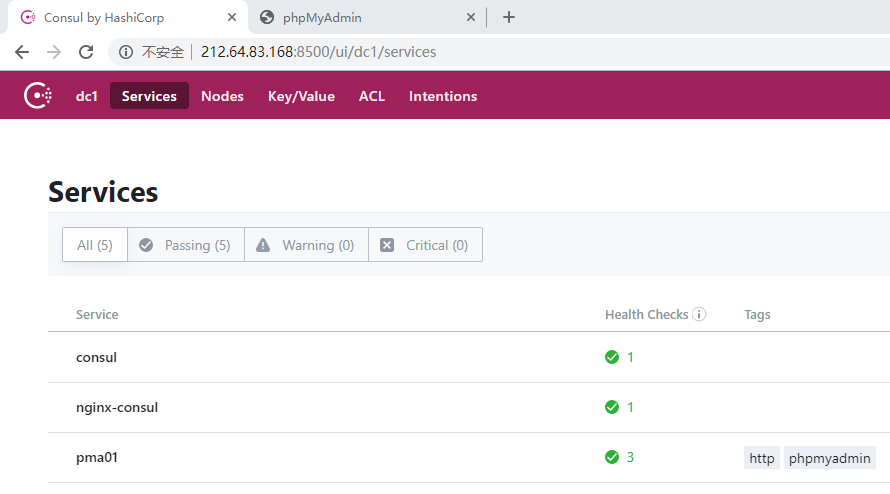 Consul by HashiCorp
phpMyAdmin
不安全 212.64.83.168:8500/ui/dc1/services
dc1 Services Nodes Key/Value ACL Intentions
Services
All (5) Passing (5) Warning (0) Critical (0)
Service Health Checks Tags
consul 1
nginx-consul 1
pma01 3 http phpmyadmin